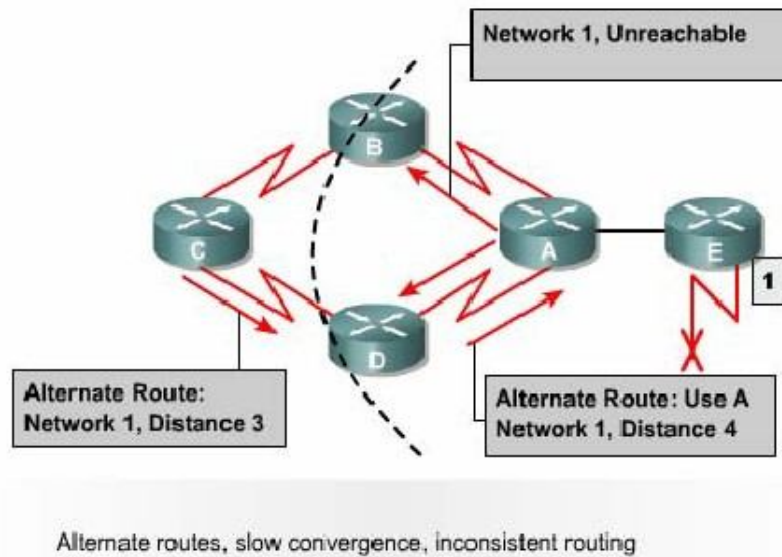 Network 1, Unreachable
B
C
A
E
1
D
Alternate Route:
Network 1, Distance 3
Alternate Route: Use A
Network 1, Distance 4
Alternate routes, slow convergence, inconsistent routing